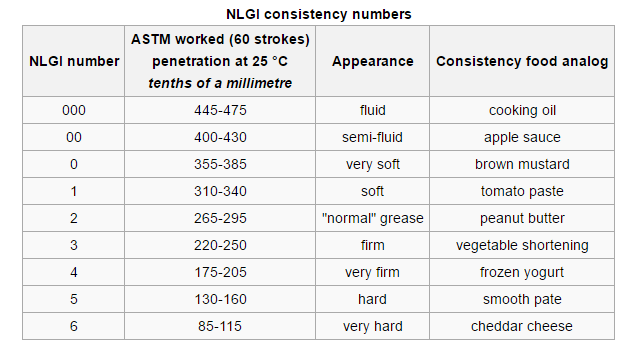 NLGI consistency numbers
NLGI number ASTM worked (60 strokes) penetration at 25 °C tenths of a millimetre Appearance Consistency food analog
000 445-475 fluid cooking oil
00 400-430 semi-fluid apple sauce
0 355-385 very soft brown mustard
1 310-340 soft tomato paste
2 265-295 "normal" grease peanut butter
3 220-250 firm vegetable shortening
4 175-205 very firm frozen yogurt
5 130-160 hard smooth pate
6 85-115 very hard cheddar cheese